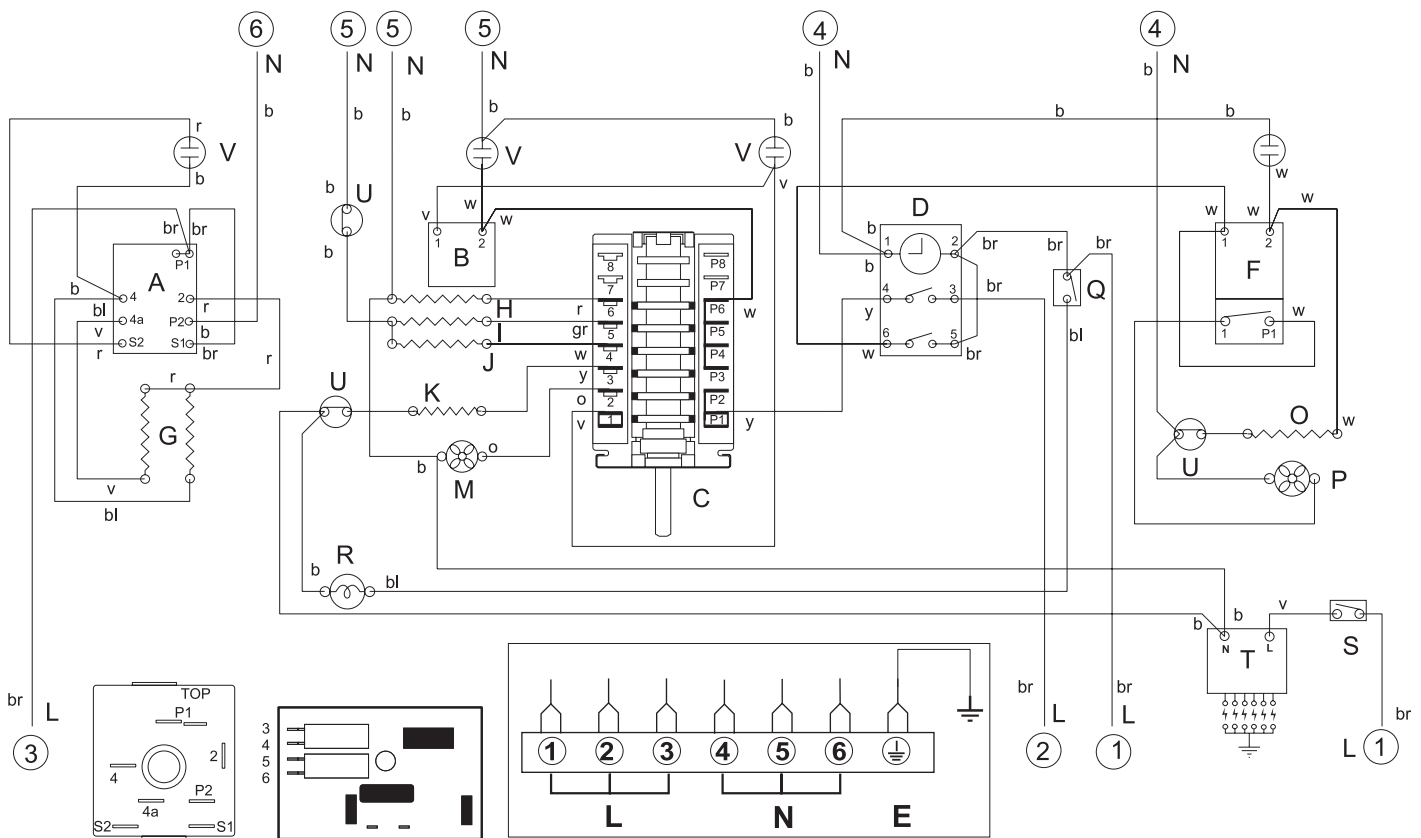 6 5 5 5 4 4
N N N N N N
b b b b b b
r V b
b b V V b
w v w w
U b
A P1 br br
4 2 b r
4a P2 bl b
S2 S1 v r br
r r
G
v
bl
B 1 2
H r
I gr
J w
K y
M b o
o
v
8 P8
7 P7
6 P6 w
5 P5
4 P4
3 P3
2 P2
1 P1 y
C
D
1 2 b b br
4 3 y br
6 5 w br
br br
Q
bl
w w w
1 2
F
1 P1 w
O w
U
P
U
R
b bl
b b v
N L
T
S
br L 3
br L 2
br L 1
br
L 1
TOP
P1
2
4
4a
P2
S2 S1
3
4
5
6
1 2 3 4 5 6
L N E